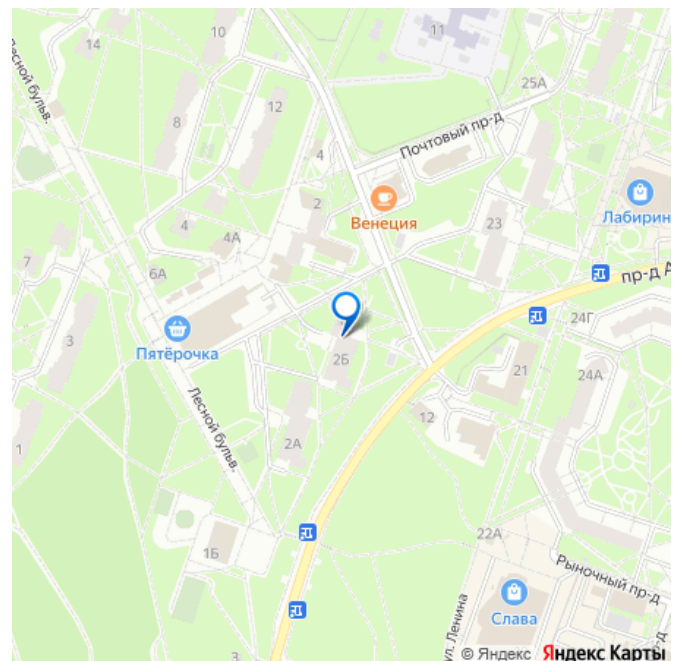 10
11
14
Лесной бульв.
25А
12
8
Почтовый пр-д
4
2
Венеция
Лабирин
4
4А
23
7
6А
пр-д А
24Г
3
Пятёрочка
2Б
21
24А
Лесной бульв.
12
1
2А
22А
1Б
Рыночный пр-д
Слава
ул. Ленина
3
© Яндекс Яндекс Карты